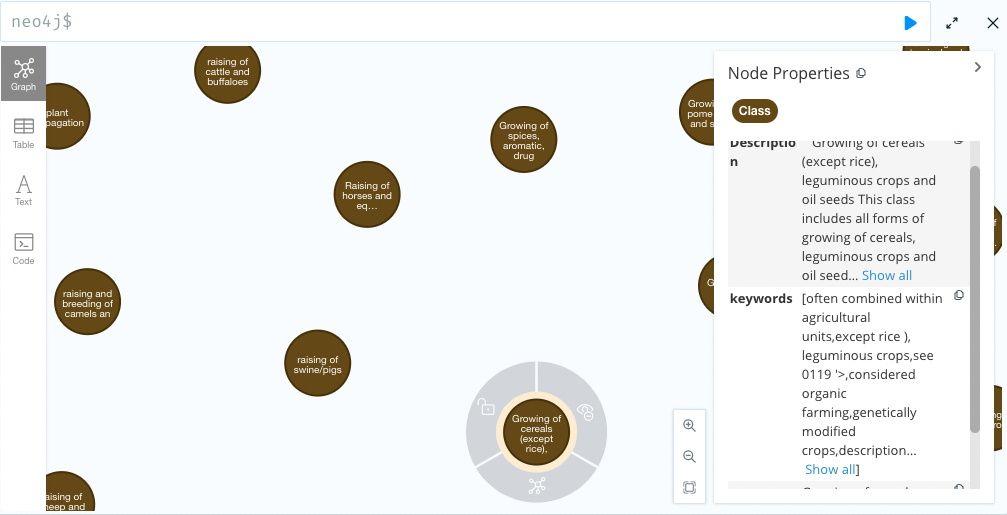 neo4j$
Graph
Table
Text
Code
raising of
cattle and
buffaloes
plant
pagation
Growing of
spices,
aromatic,
drug
Raising of
horses and
eq...
raising and
breeding of
camels an
raising of
swine/pigs
Growing of
cereals
(except
rice),
aising of
heep and
Growi
pome
and s
G
Node Properties
Class
Descriptio
n
Growing of cereals
(except rice),
leguminous crops and
oil seeds This class
includes all forms of
growing of cereals,
leguminous crops and
oil seed... Show all
keywords
[often combined within
agricultural
units,except rice ),
leguminous crops,see
0119 '>,considered
organic
farming,genetically
modified
crops,description...
Show all]